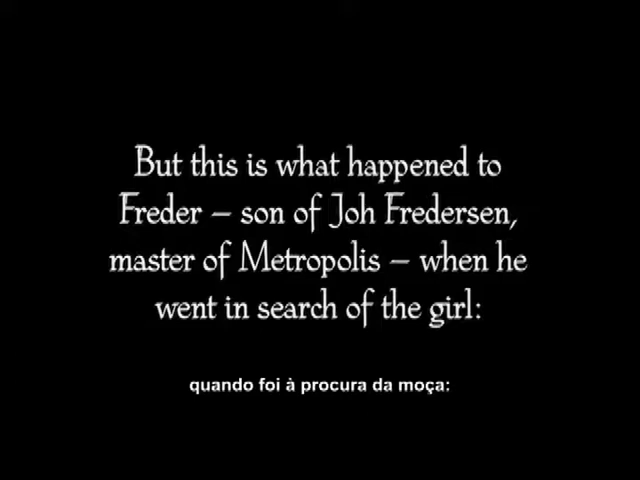 But this is what happened to
Freder – son of Joh Fredersen,
master of Metropolis – when he
went in search of the girl:
quando foi à procura da moça: